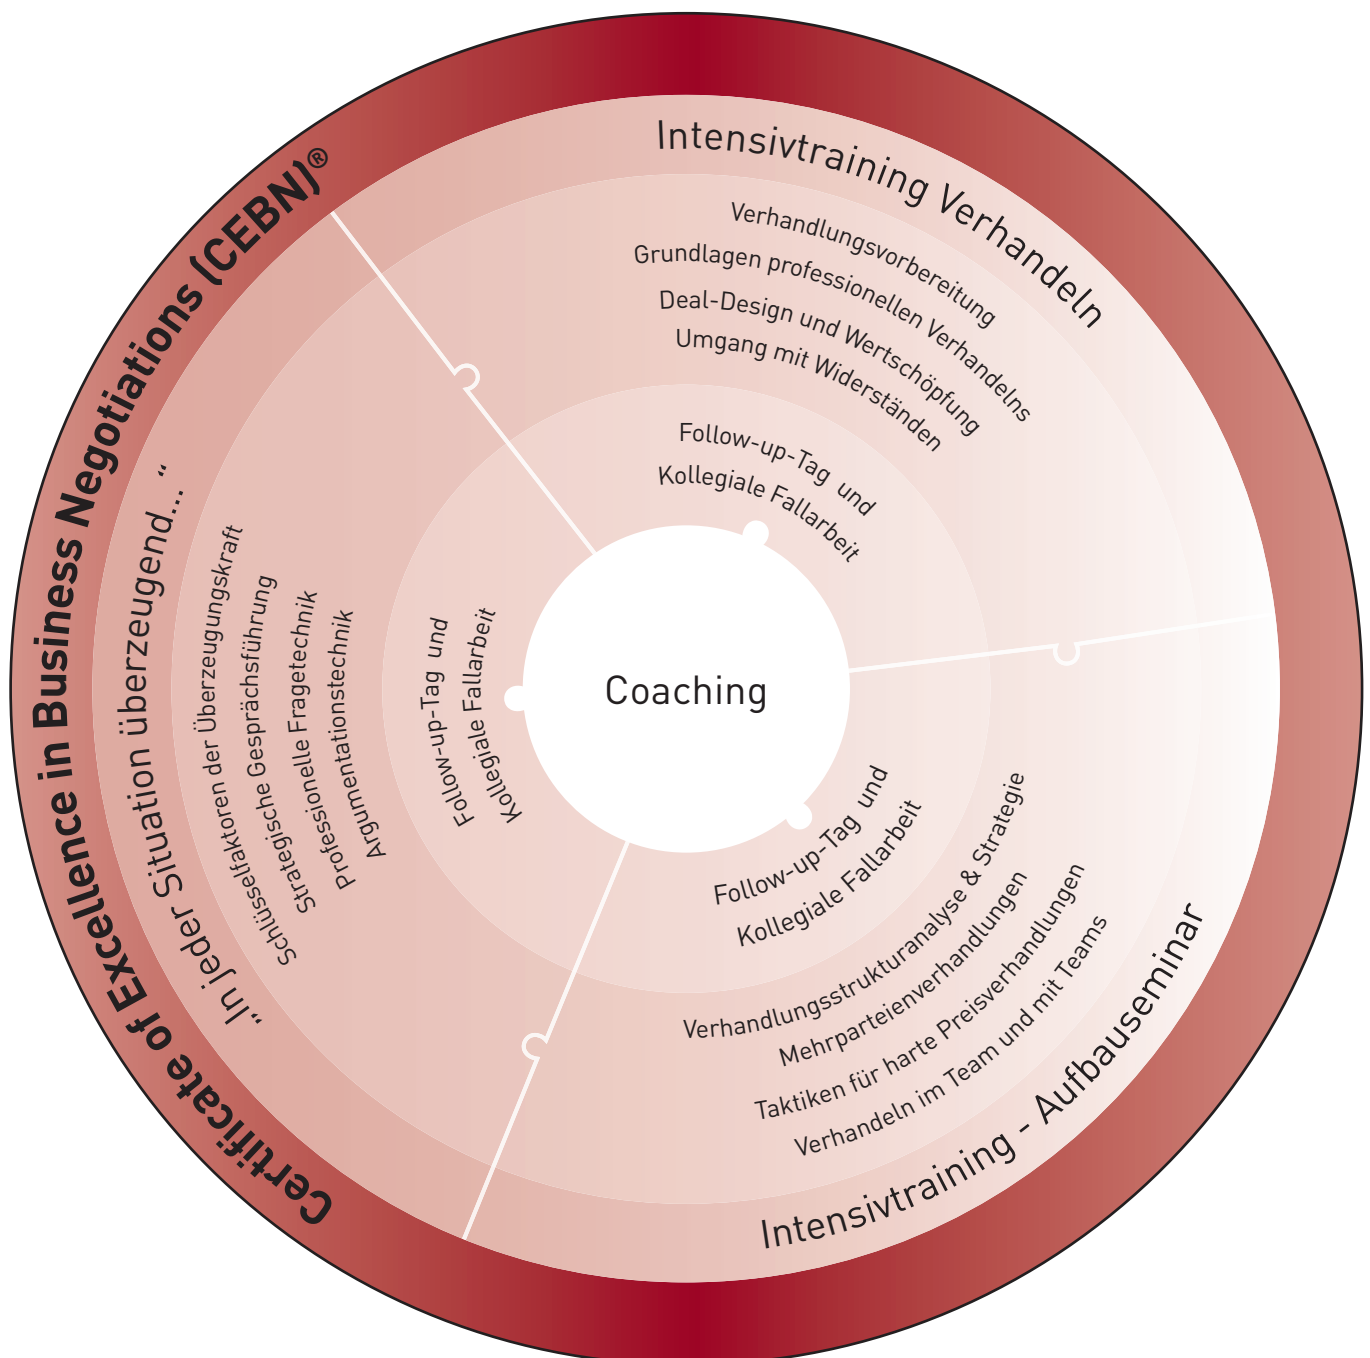 Certificate of Excellence in Business Negotiations (CEBN)®
Intensivtraining Verhandeln
Verhandlungsvorbereitung
Grundlagen professionellen Verhandelns
Deal-Design und Wertschöpfung
Umgang mit Widerständen
Follow-up-Tag und
Kollegiale Fallarbeit
„In jeder Situation überzeugend... “
Schlüsselfaktoren der Überzeugungskraft
Strategische Gesprächsführung
Professionelle Fragetechnik
Argumentationstechnik
Follow-up-Tag und
Kollegiale Fallarbeit
Coaching
Follow-up-Tag und
Kollegiale Fallarbeit
Verhandlungsstrukturanalyse & Strategie
Mehrparteienverhandlungen
Taktiken für harte Preisverhandlungen
Verhandeln im Team und mit Teams
Intensivtraining - Aufbauseminar